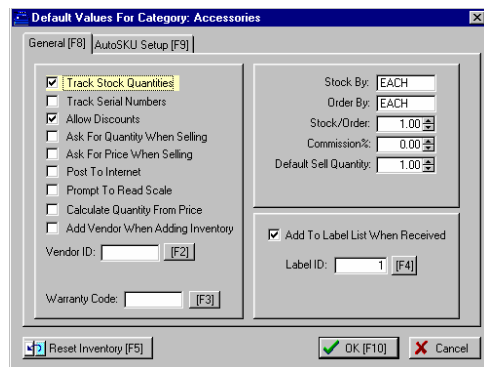 Default Values For Category: Accessories
General [F8] AutoSKU Setup [F9]
Track Stock Quantities
Track Serial Numbers
Allow Discounts
Ask For Quantity When Selling
Ask For Price When Selling
Post To Internet
Prompt To Read Scale
Calculate Quantity From Price
Add Vendor When Adding Inventory
Vendor ID: [F2]
Warranty Code: [F3]
Stock By: EACH
Order By: EACH
Stock/Order: 1.00
Commission%: 0.00
Default Sell Quantity: 1.00
Add To Label List When Received
Label ID: 1 [F4]
Reset Inventory [F5] OK [F10] Cancel